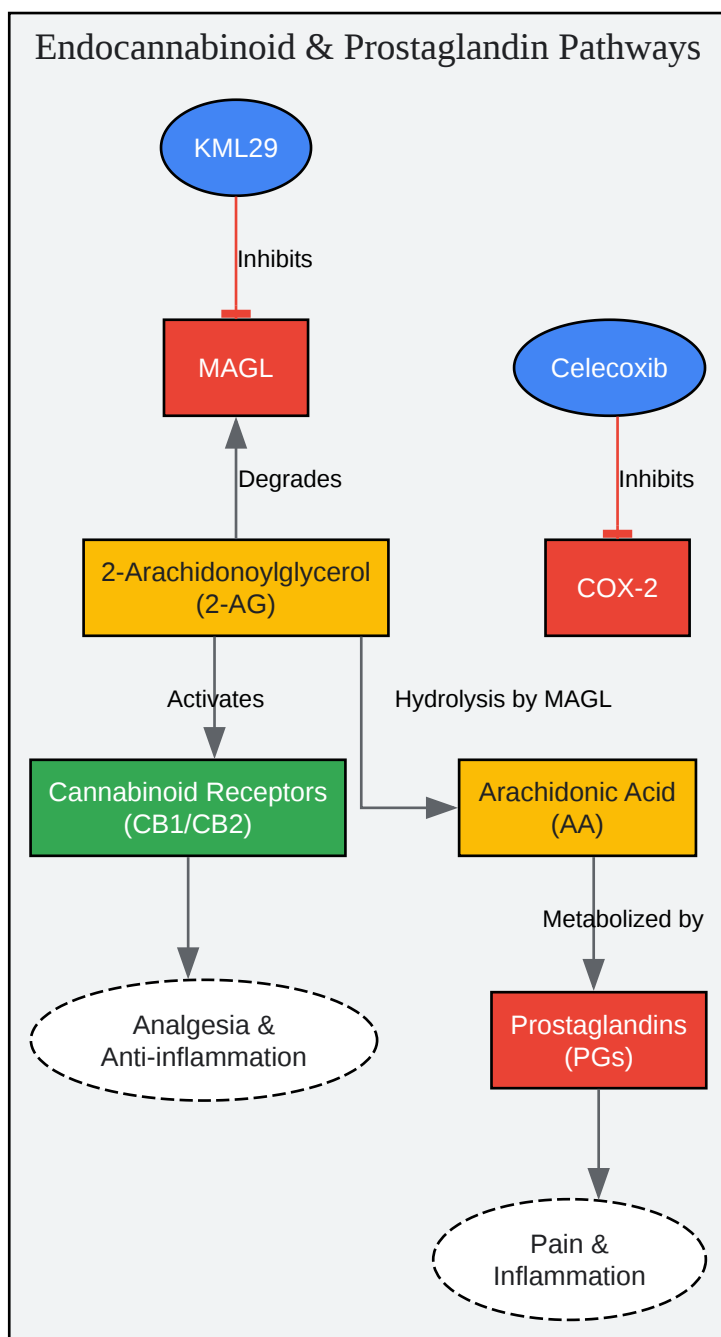 Endocannabinoid & Prostaglandin Pathways
KML29
Inhibits
MAGL
Celecoxib
Degrades
Inhibits
2-Arachidonoylglycerol
(2-AG)
COX-2
Activates
Hydrolysis by MAGL
Cannabinoid Receptors
(CB1/CB2)
Arachidonic Acid
(AA)
Metabolized by
Analgesia &
Anti-inflammation
Prostaglandins
(PGs)
Pain &
Inflammation